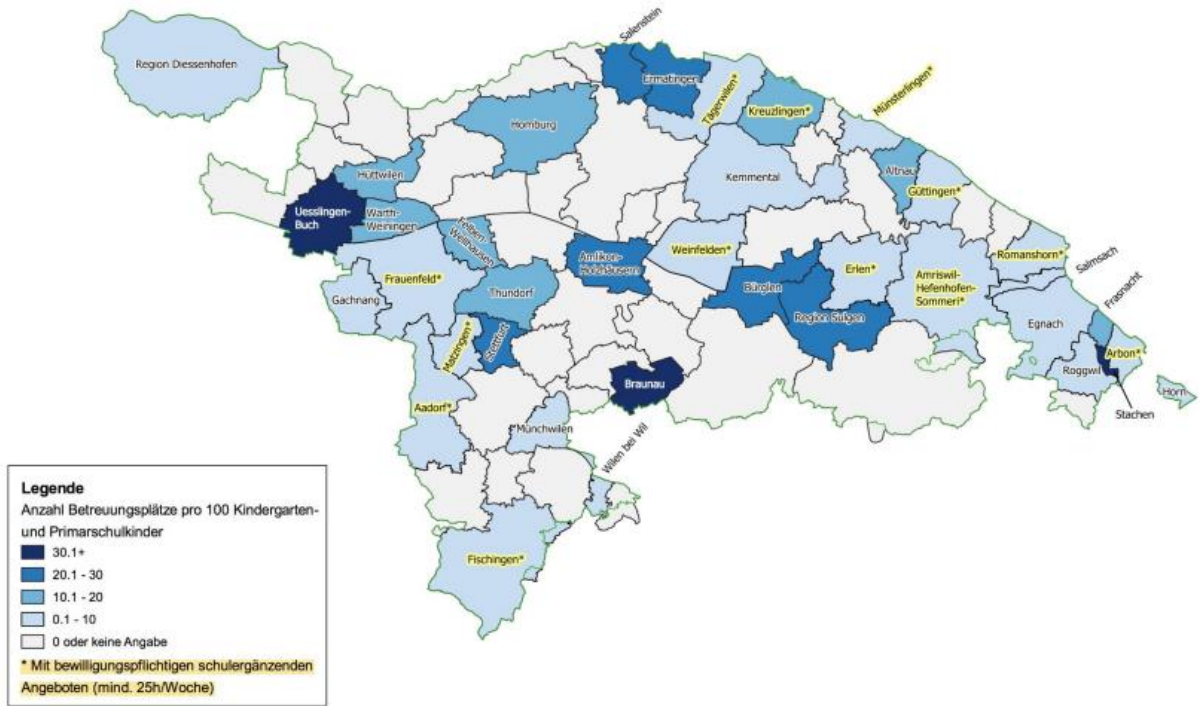 Salenstein
Region Diessenhofen
Ermatingen
Tägerwilen*
Kreuzlingen*
Münsterlingen*
Homburg
Hüttwilen
Kemmental
Altnau
Güttingen*
Uesslingen-
Buch
Warth-
Weiningen
Felben-
Wellhausen
Amlikon-
Holzhäusern
Weinfelden*
Erlen*
Amriswil-
Hefenhofen-
Sommeri*
Romanshorn*
Salmsach
Frasnacht
Frauenfeld*
Gachnang
Thundorf
Bürglen
Region Sulgen
Egnach
Matzingen*
Stettfurt
Arbon*
Roggwil
Braunau
Horn
Stachen
Aadorf*
Münchwilen
Wilen bei Wil
Fischingen*
Legende
Anzahl Betreuungsplätze pro 100 Kindergarten-
und Primarschulkinder
30.1+
20.1 - 30
10.1 - 20
0.1 - 10
0 oder keine Angabe
* Mit bewilligungspflichtigen schulergänzenden
Angeboten (mind. 25h/Woche)